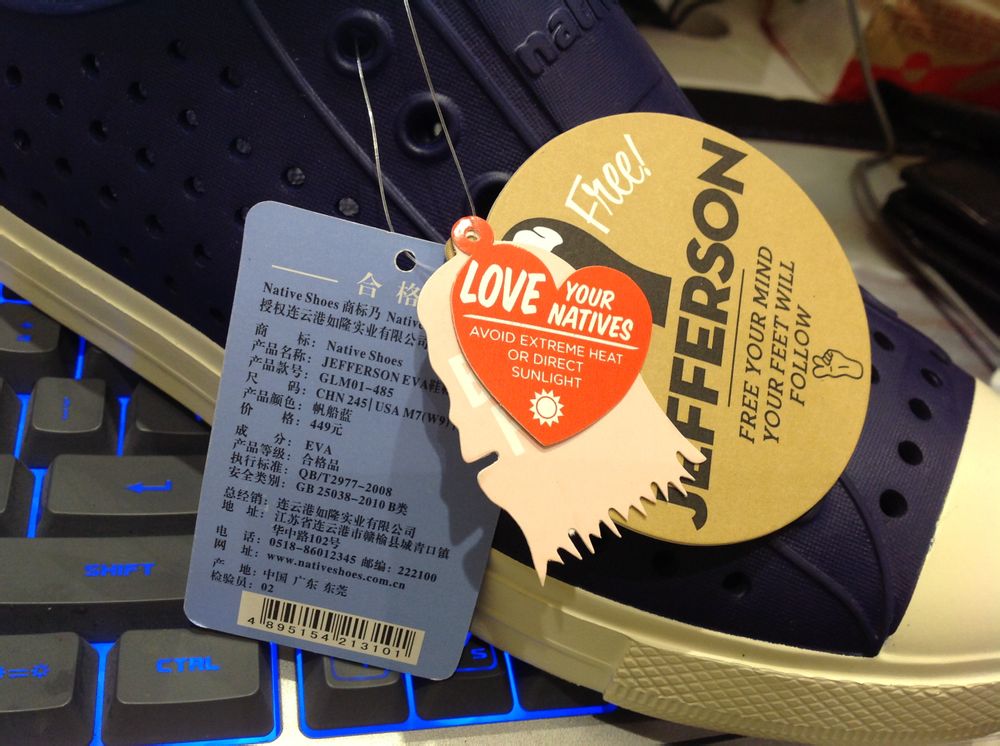 合格
Native Shoes 商标乃 Native
授权连云港如隆实业有限公司
商 标: Native Shoes
产品名称: JEFFERSON EVA鞋
产品款号: GLM01-485
尺 码: CHN 245| USA M7(W9)
产品颜色: 帆船蓝
价 格: 449元
成 分: EVA
产品等级: 合格品
执行标准: QB/T2977-2008
安全类别: GB 25038-2010 B类
总经销: 连云港如隆实业有限公司
地 址: 江苏省连云港市赣榆县城青口镇
华中路102号
电 话: 0518-86012345 邮编: 222100
网 址: www.nativeshoes.com.cn
产 地: 中国 广东 东莞
检验员: 02
4 895154 213101
LOVE YOUR
NATIVES
AVOID EXTREME HEAT
OR DIRECT
SUNLIGHT
Free!
JEFFERSON
FREE YOUR MIND
YOUR FEET WILL
FOLLOW
SHIFT
CTRL
S